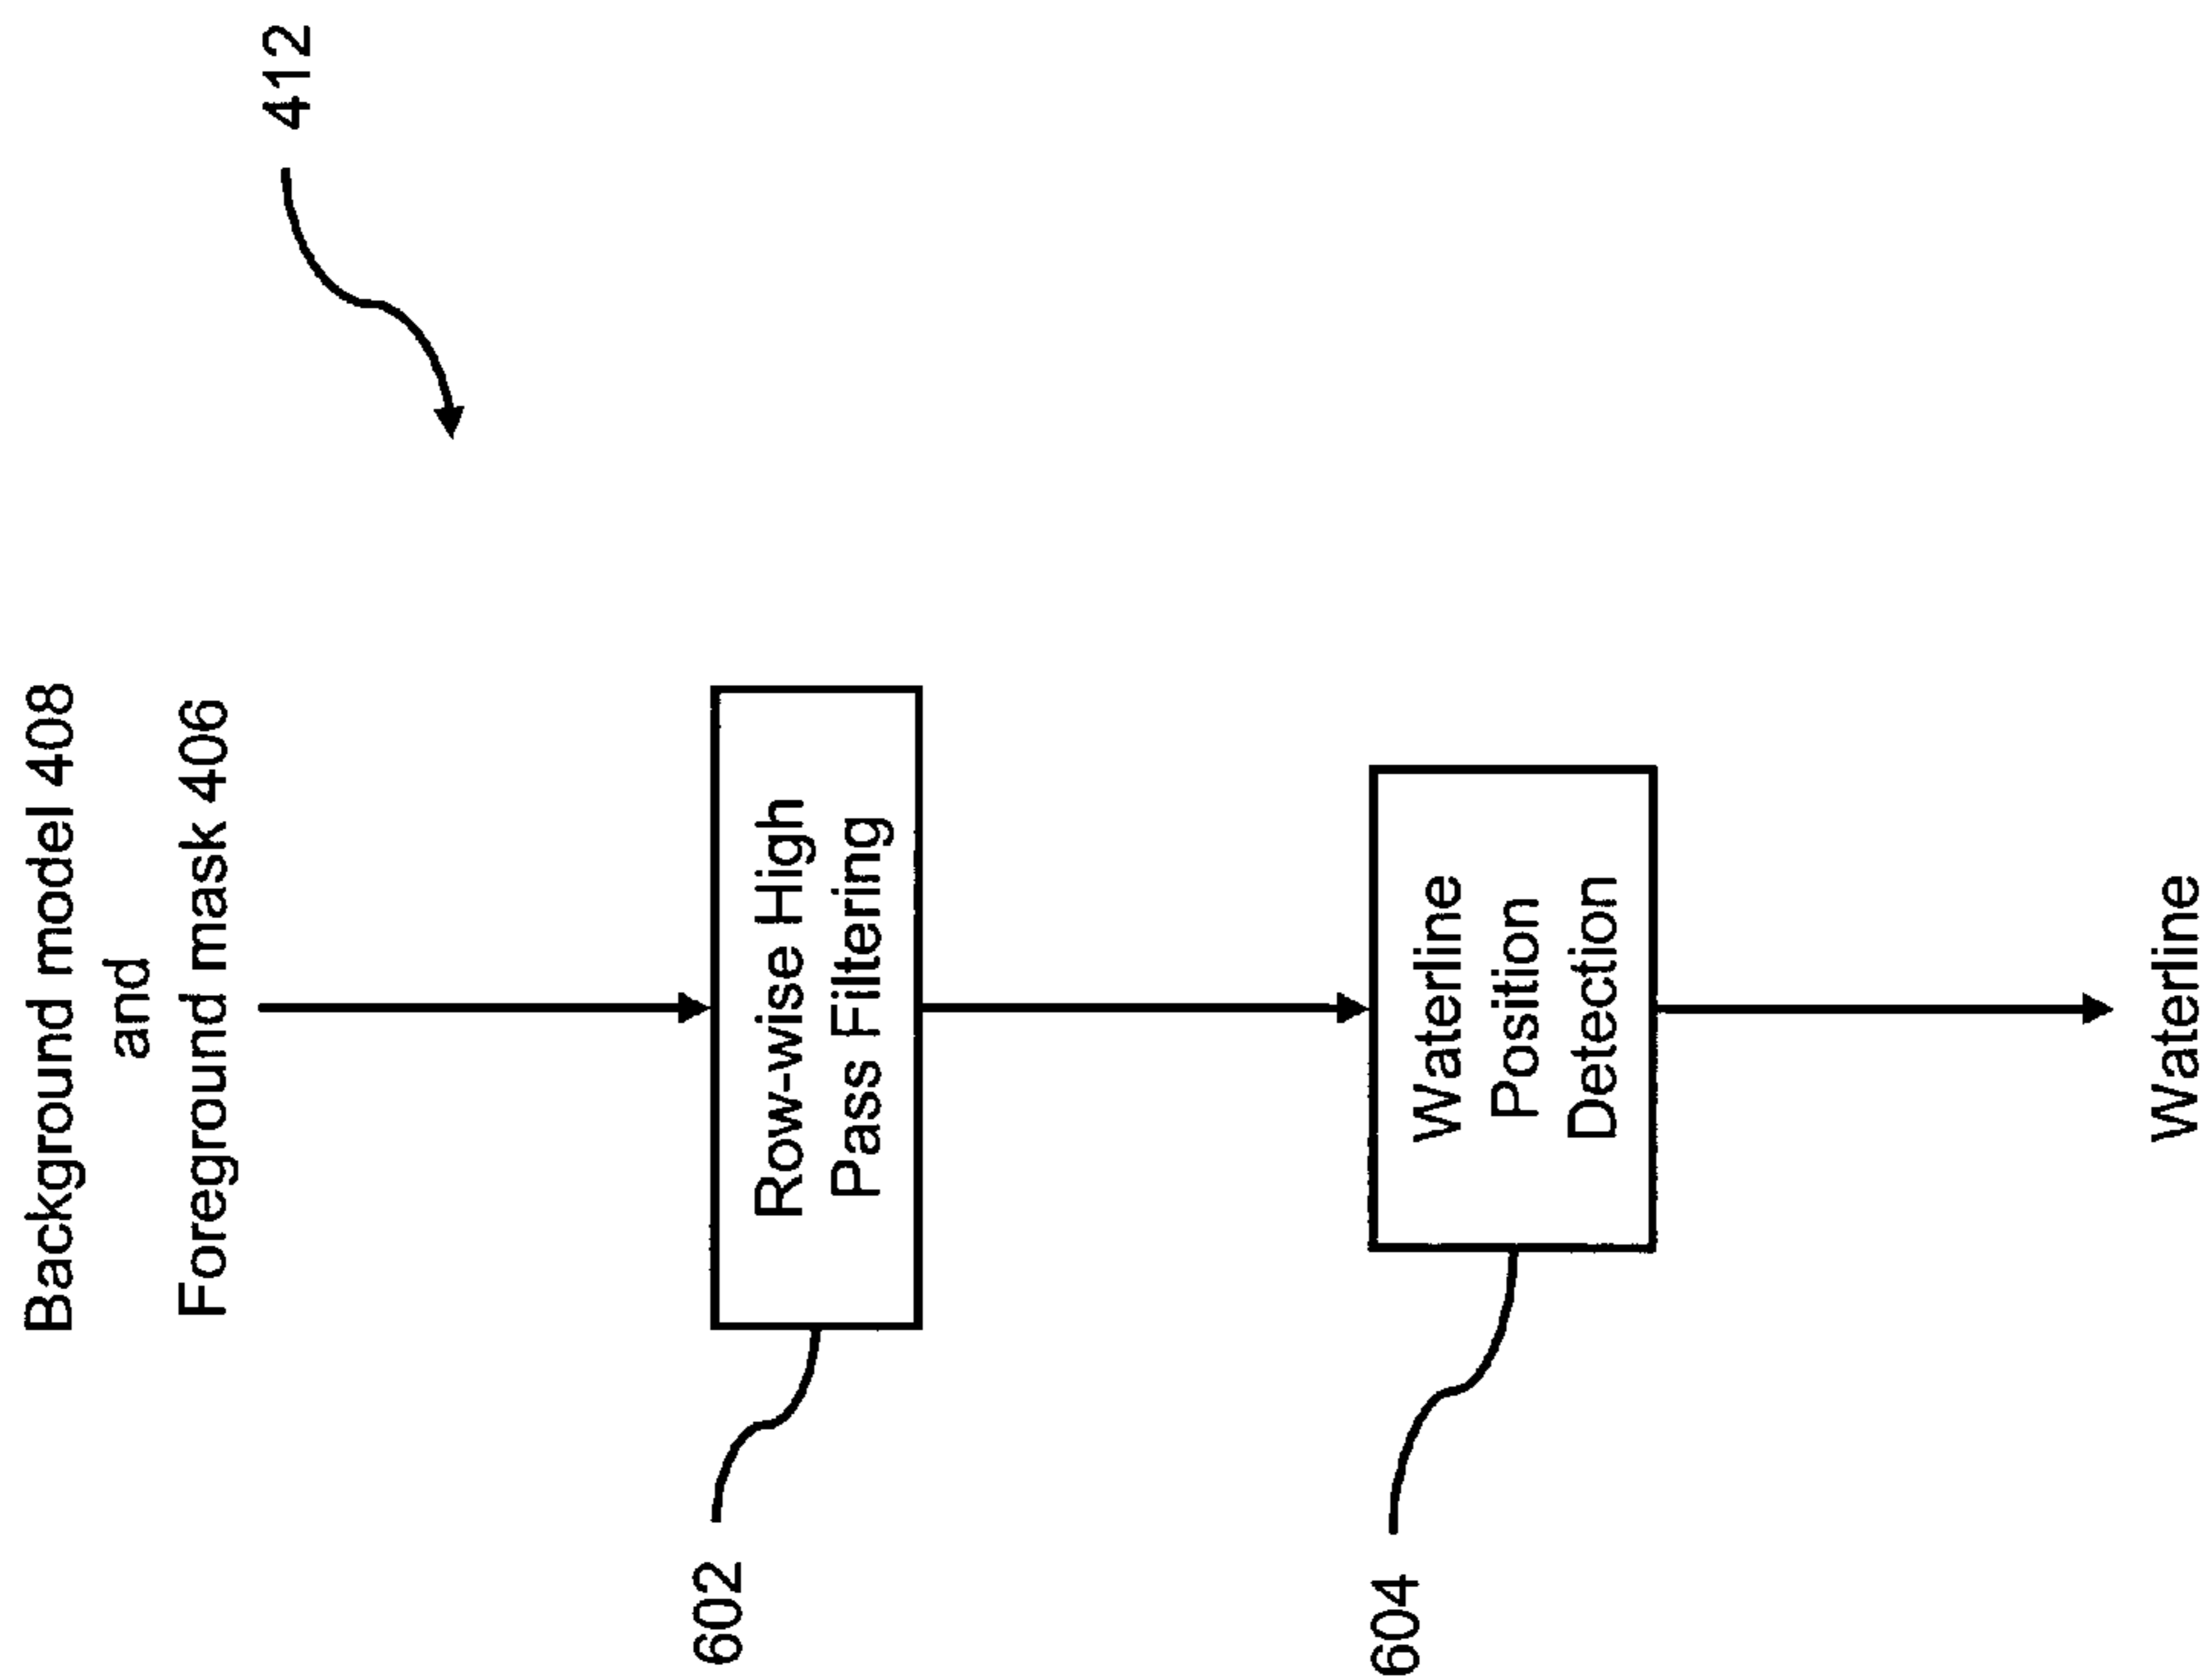 412
Background model 408
and
Foreground mask 406
602
Row-wise High
Pass Filtering
604
Waterline
Position
Detection
Waterline